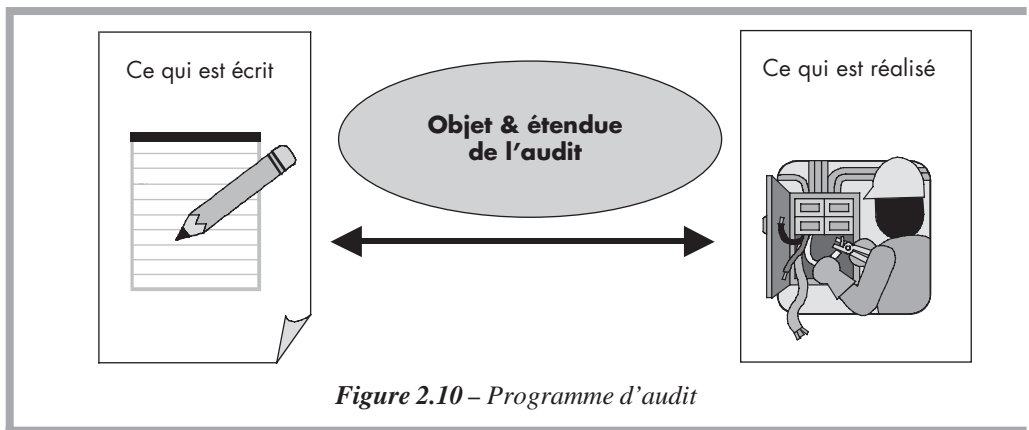 Ce qui est écrit
Objet & étendue
de l'audit
Ce qui est réalisé
Figure 2.10 – Programme d'audit